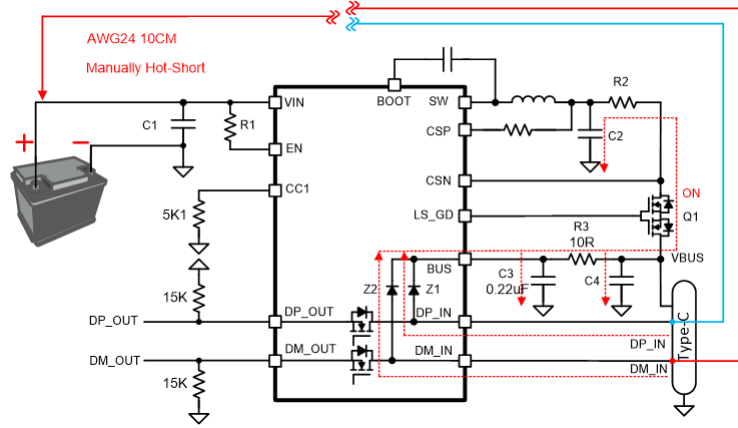 AWG24 10CM
Manually Hot-Short
BOOT
VIN
SW
R2
C1
R1
CSP
C2
+
−
EN
CSN
CC1
ON
LS_GD
Q1
5K1
R3
10R
VBUS
BUS
Z2
Z1
C3
0.22uF
C4
15K
DP_OUT
DP_OUT
DP_IN
DP_IN
Type-C
DM_OUT
DM_OUT
DM_IN
DM_IN
15K